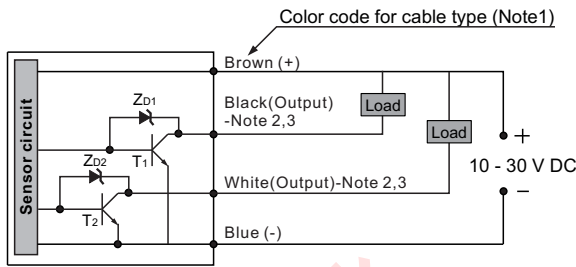 Color code for cable type (Note1)
Brown (+)
Black(Output)
-Note 2,3
Load
Load
Sensor circuit
ZD1
T1
ZD2
T2
+
10 - 30 V DC
White(Output)-Note 2,3
–
Blue (-)